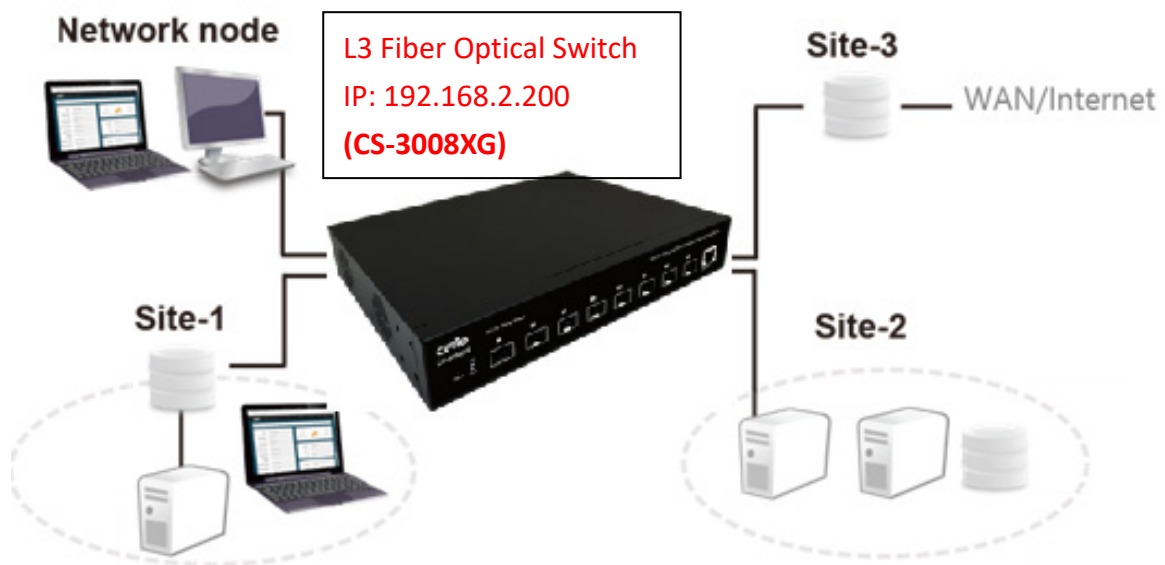 Network node
L3 Fiber Optical Switch
IP: 192.168.2.200
(CS-3008XG)
Site-3
WAN/Internet
Site-1
Site-2